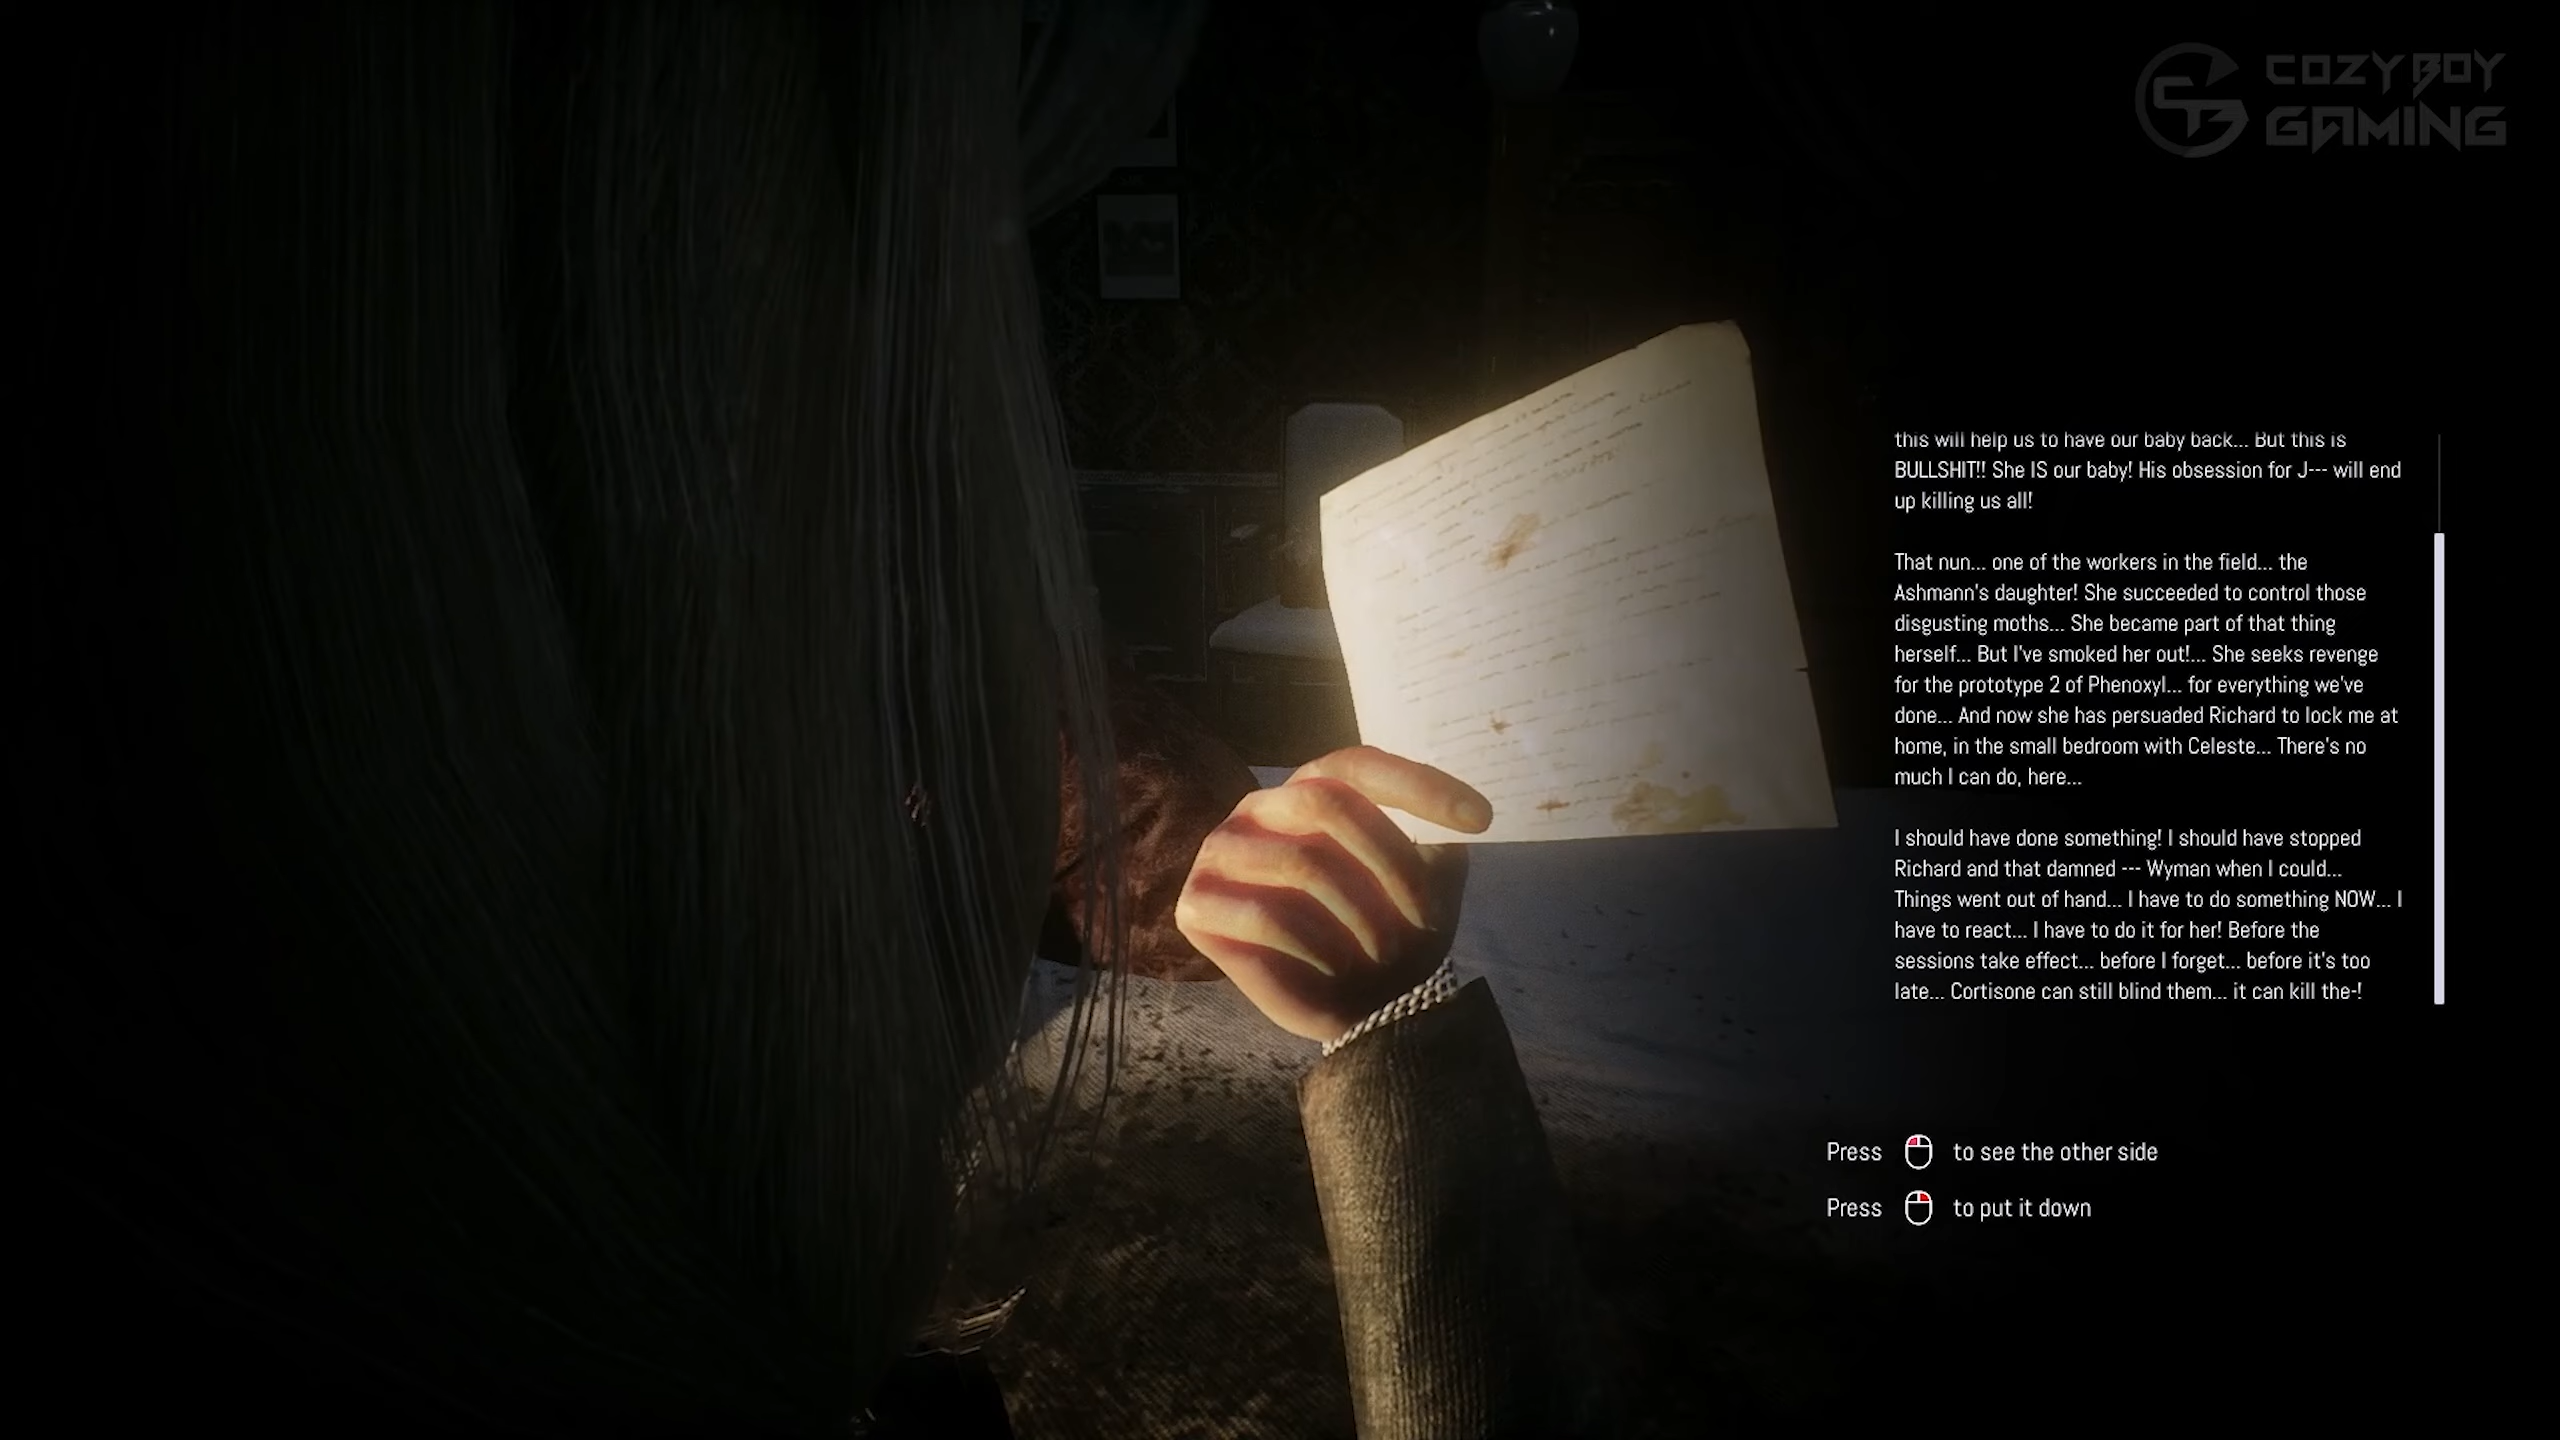 COZY BOY
GAMING
this will help us to have our baby back... But this is
BULLSHIT!! She IS our baby! His obsession for J--- will end
up killing us all!
That nun... one of the workers in the field... the
Ashmann's daughter! She succeeded to control those
disgusting moths... She became part of that thing
herself... But I've smoked her out!... She seeks revenge
for the prototype 2 of Phenoxyl... for everything we've
done... And now she has persuaded Richard to lock me at
home, in the small bedroom with Celeste... There's no
much I can do, here...
I should have done something! I should have stopped
Richard and that damned --- Wyman when I could...
Things went out of hand... I have to do something NOW... I
have to react... I have to do it for her! Before the
sessions take effect... before I forget... before it's too
late... Cortisone can still blind them... it can kill the-!
Press to see the other side
Press to put it down